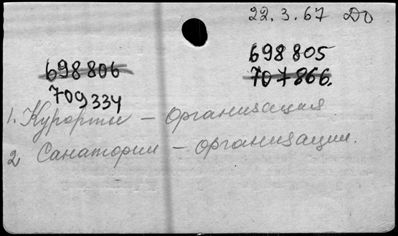 22.3.67 До
698806
698805
709334
707866.
1. Курорты – организация
2 Санатории – организации.